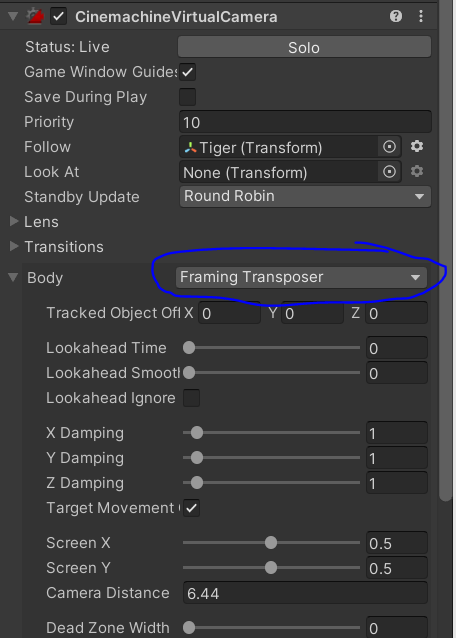 CinemachineVirtualCamera
Status: Live Solo
Game Window Guides
Save During Play
Priority 10
Follow Tiger (Transform)
Look At None (Transform)
Standby Update Round Robin
Lens
Transitions
Body Framing Transposer
Tracked Object Off X 0 Y 0 Z 0
Lookahead Time 0
Lookahead Smoot 0
Lookahead Ignore
X Damping 1
Y Damping 1
Z Damping 1
Target Movement
Screen X 0.5
Screen Y 0.5
Camera Distance 6.44
Dead Zone Width 0